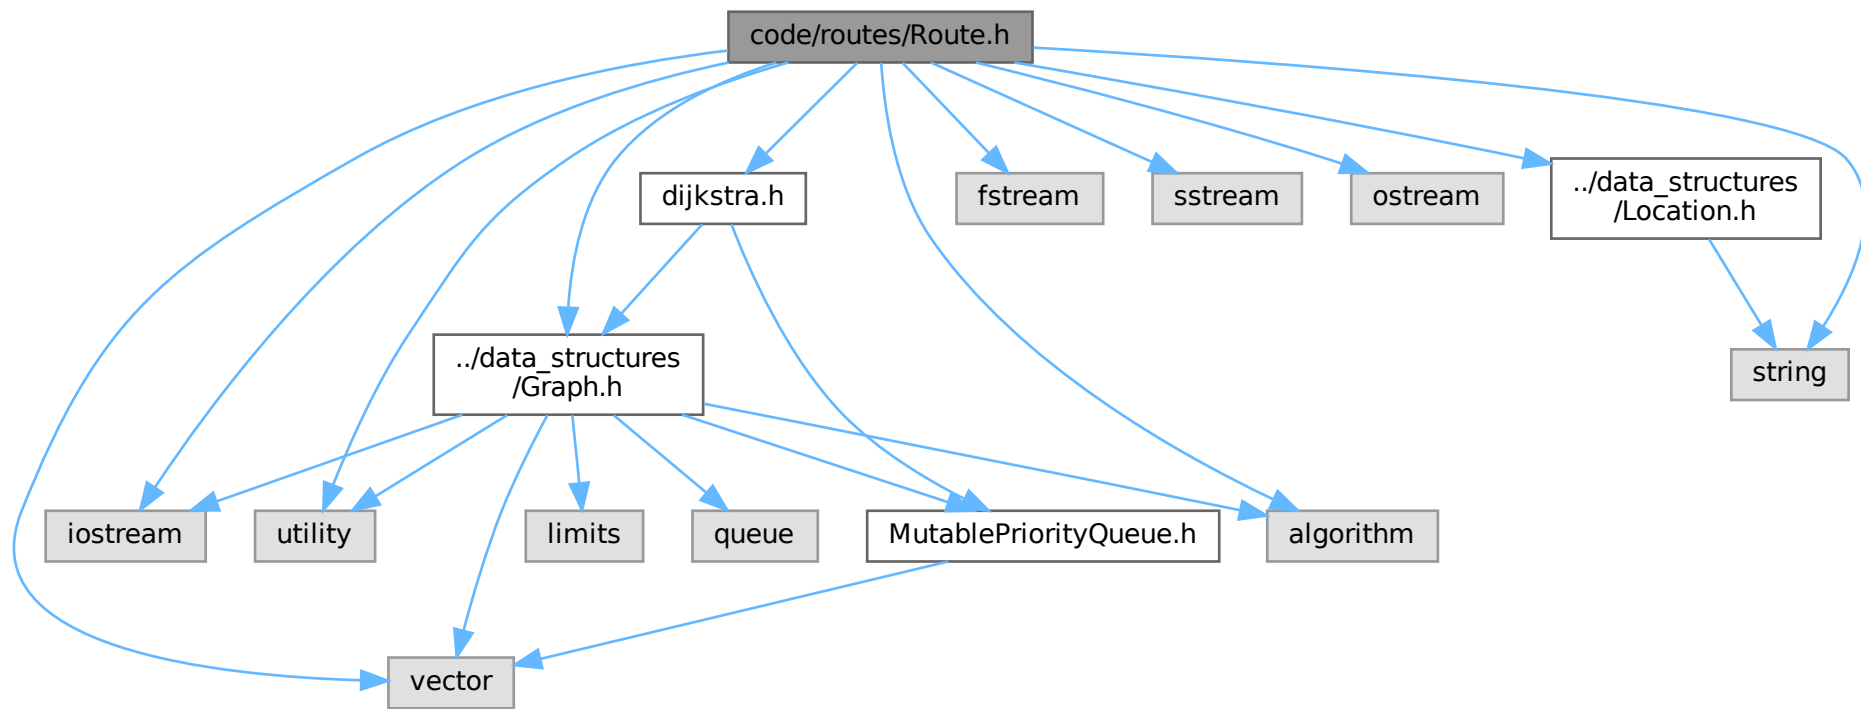 code/routes/Route.h
dijkstra.h
fstream
sstream
ostream
../data_structures
/Location.h
../data_structures
/Graph.h
string
iostream
utility
limits
queue
MutablePriorityQueue.h
algorithm
vector